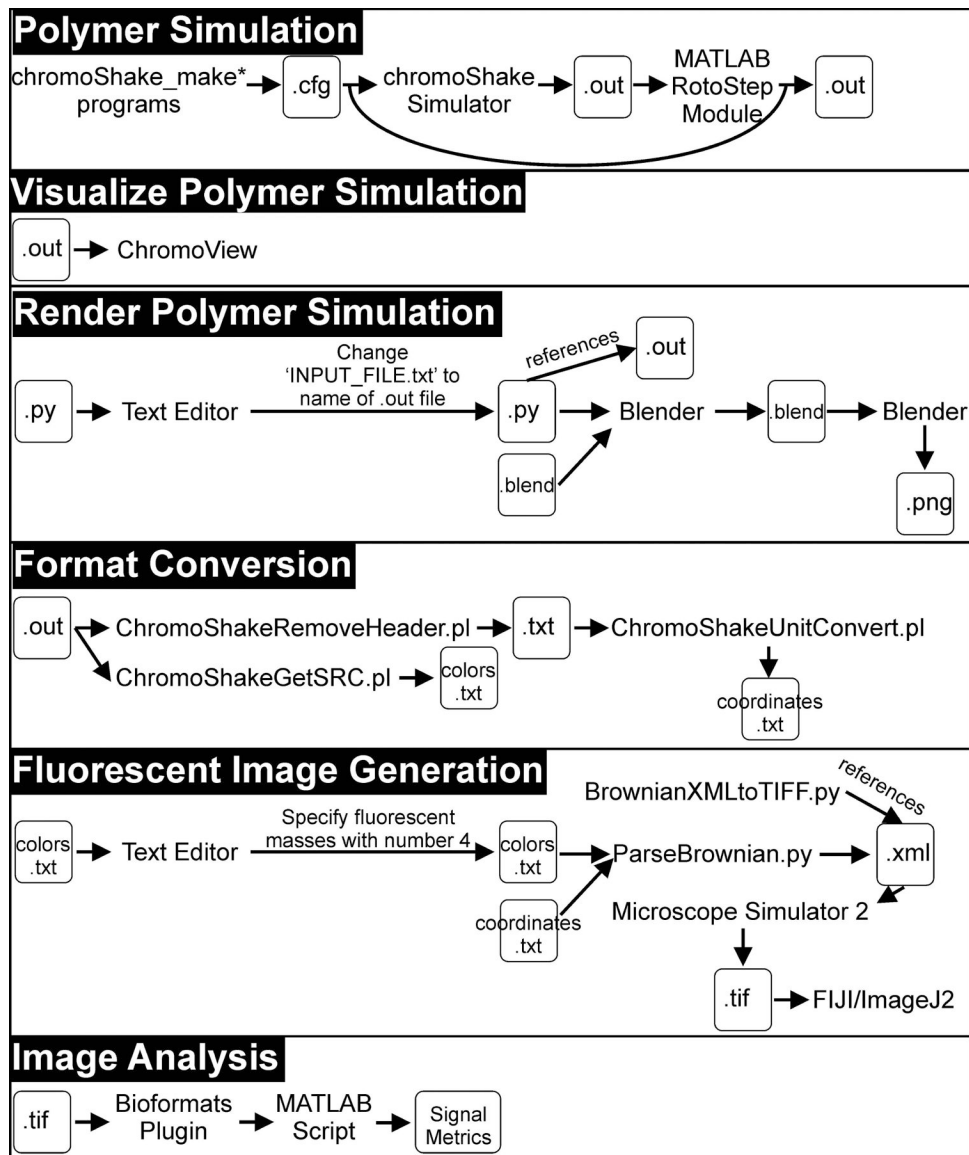 Polymer Simulation
chromoShake_make*
programs
.cfg
chromoShake
Simulator
.out
MATLAB
RotoStep
Module
.out
Visualize Polymer Simulation
.out
ChromoView
Render Polymer Simulation
.py
Text Editor
Change
‘INPUT_FILE.txt’ to
name of .out file
.py
references
.out
.blend
Blender
.blend
Blender
.png
Format Conversion
.out
ChromoShakeRemoveHeader.pl
.txt
ChromoShakeUnitConvert.pl
ChromoShakeGetSRC.pl
colors
.txt
coordinates
.txt
Fluorescent Image Generation
colors
.txt
Text Editor
Specify fluorescent
masses with number 4
colors
.txt
coordinates
.txt
BrownianXMLtoTIFF.py
references
ParseBrownian.py
.xml
Microscope Simulator 2
.tif
FIJI/ImageJ2
Image Analysis
.tif
Bioformats
Plugin
MATLAB
Script
Signal
Metrics